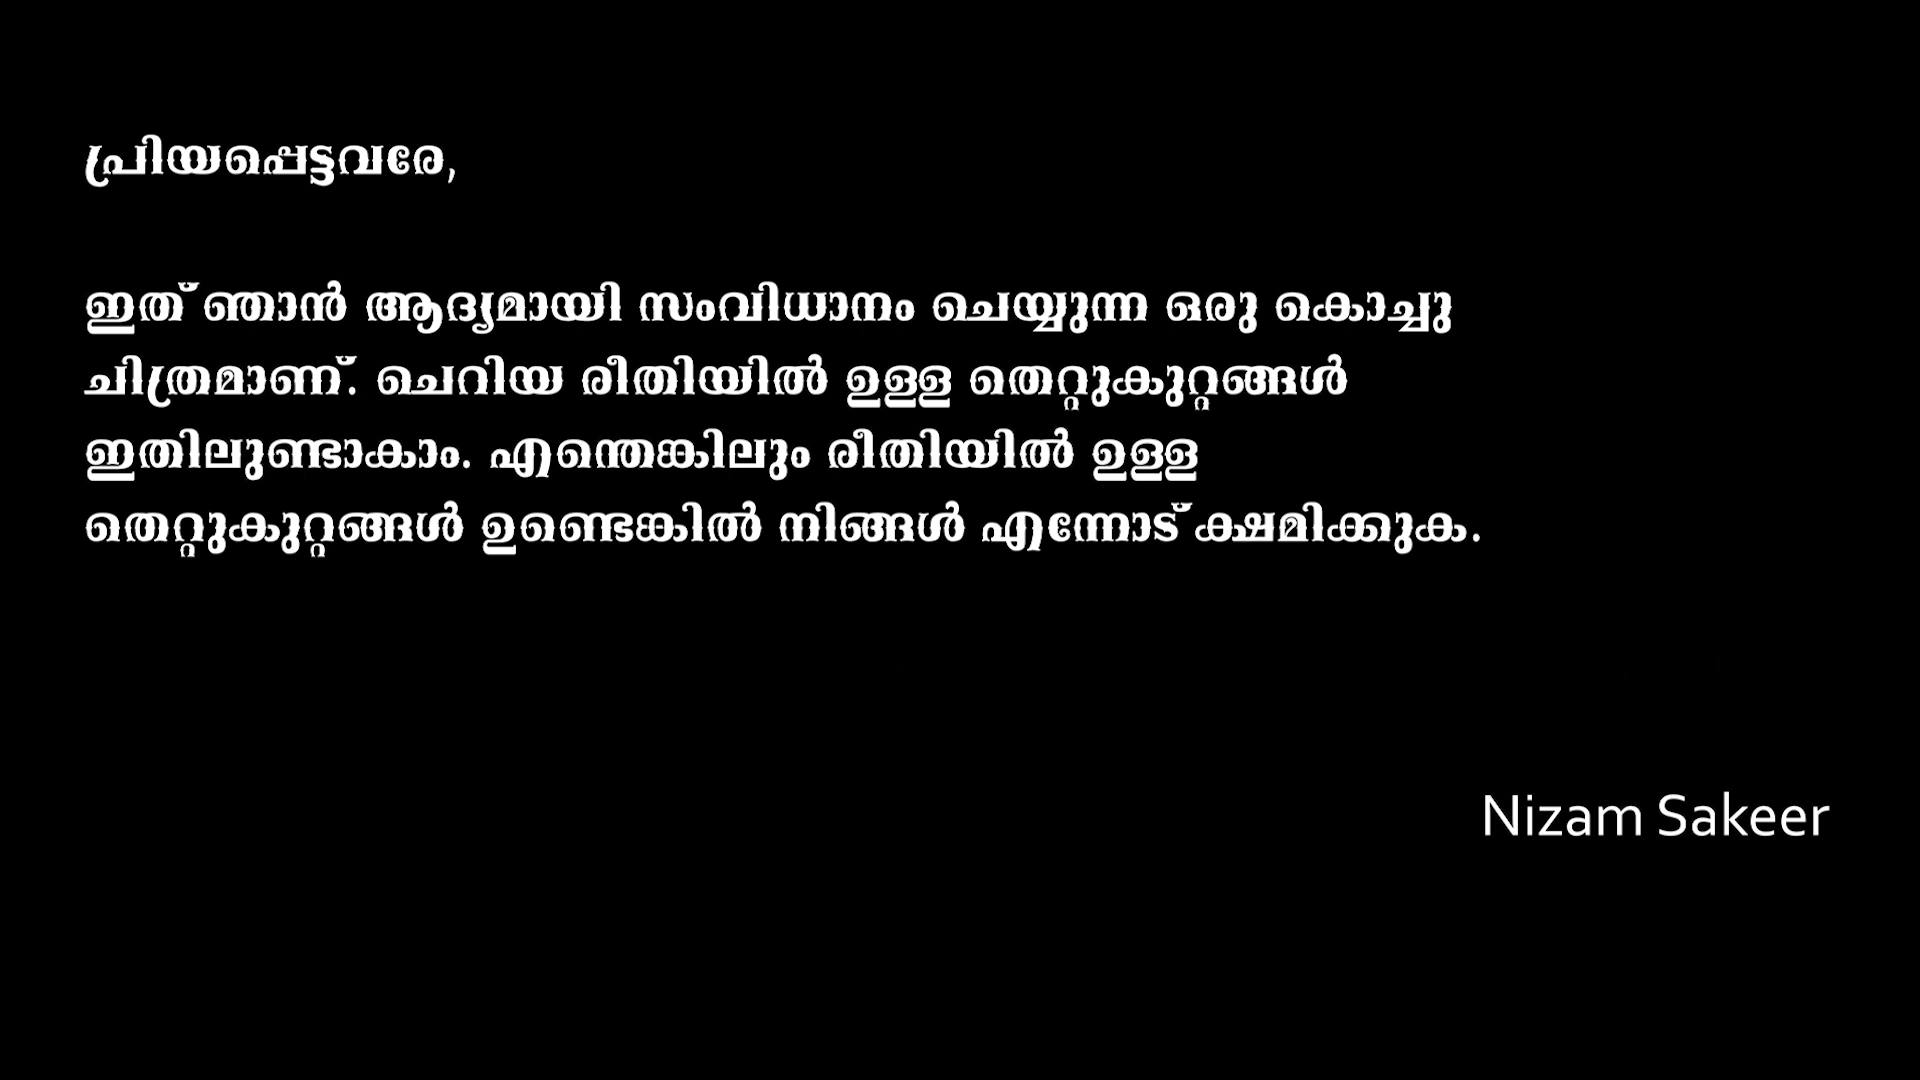 പ്രിയപ്പെട്ടവരേ,
ഇത് ഞാൻ ആദ്യമായി സംവിധാനം ചെയ്യുന്ന ഒരു കൊച്ചു
ചിത്രമാണ്. ചെറിയ രീതിയിൽ ഉള്ള തെറ്റുകുറ്റങ്ങൾ
ഇതിലുണ്ടാകാം. എന്തെങ്കിലും രീതിയിൽ ഉള്ള
തെറ്റുകുറ്റങ്ങൾ ഉണ്ടെങ്കിൽ നിങ്ങൾ എന്നോട് ക്ഷമിക്കുക.
Nizam Sakeer